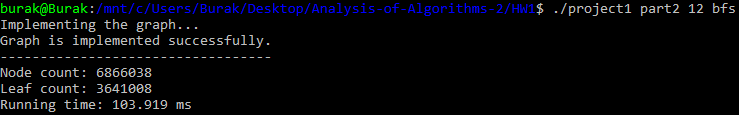 burak@Burak:/mnt/c/Users/Burak/Desktop/Analysis-of-Algorithms-2/HW1$ ./project1 part2 12 bfs
Implementing the graph...
Graph is implemented successfully.
----------------------------------
Node count: 6866038
Leaf count: 3641008
Running time: 103.919 ms